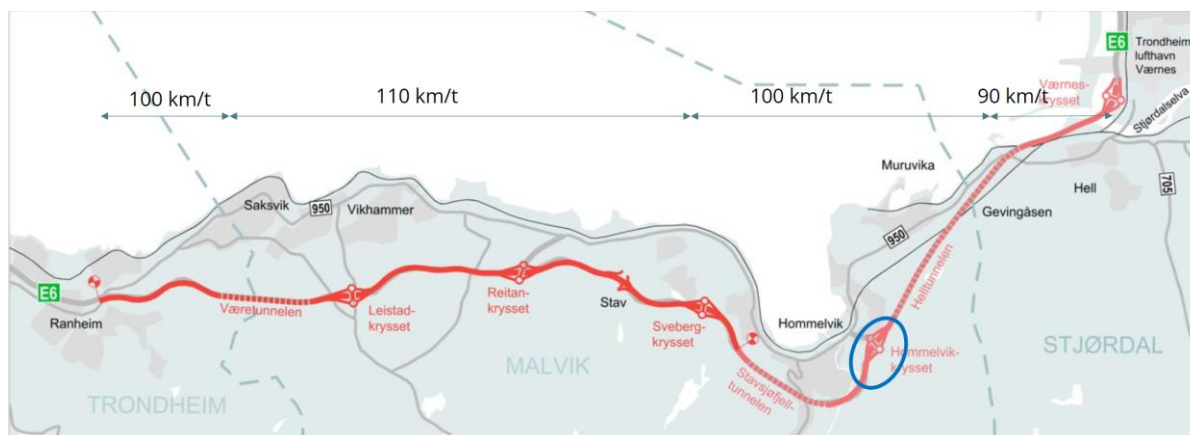 100 km/t
110 km/t
100 km/t
90 km/t
E6
Trondheim
lufthavn
Værnes
Værnes-
krysset
Stjørdalselva
705
Hell
Muruvika
Gevingåsen
950
Helltunnelen
Saksvik
950
Vikhammer
E6
Ranheim
Væretunnelen
Leistad-
krysset
Reitan-
krysset
Stav
Sveberg-
krysset
Hommelvik
Hommelvik-
krysset
Stavsjøfjell-
tunnelen
TRONDHEIM
MALVIK
STJØRDAL